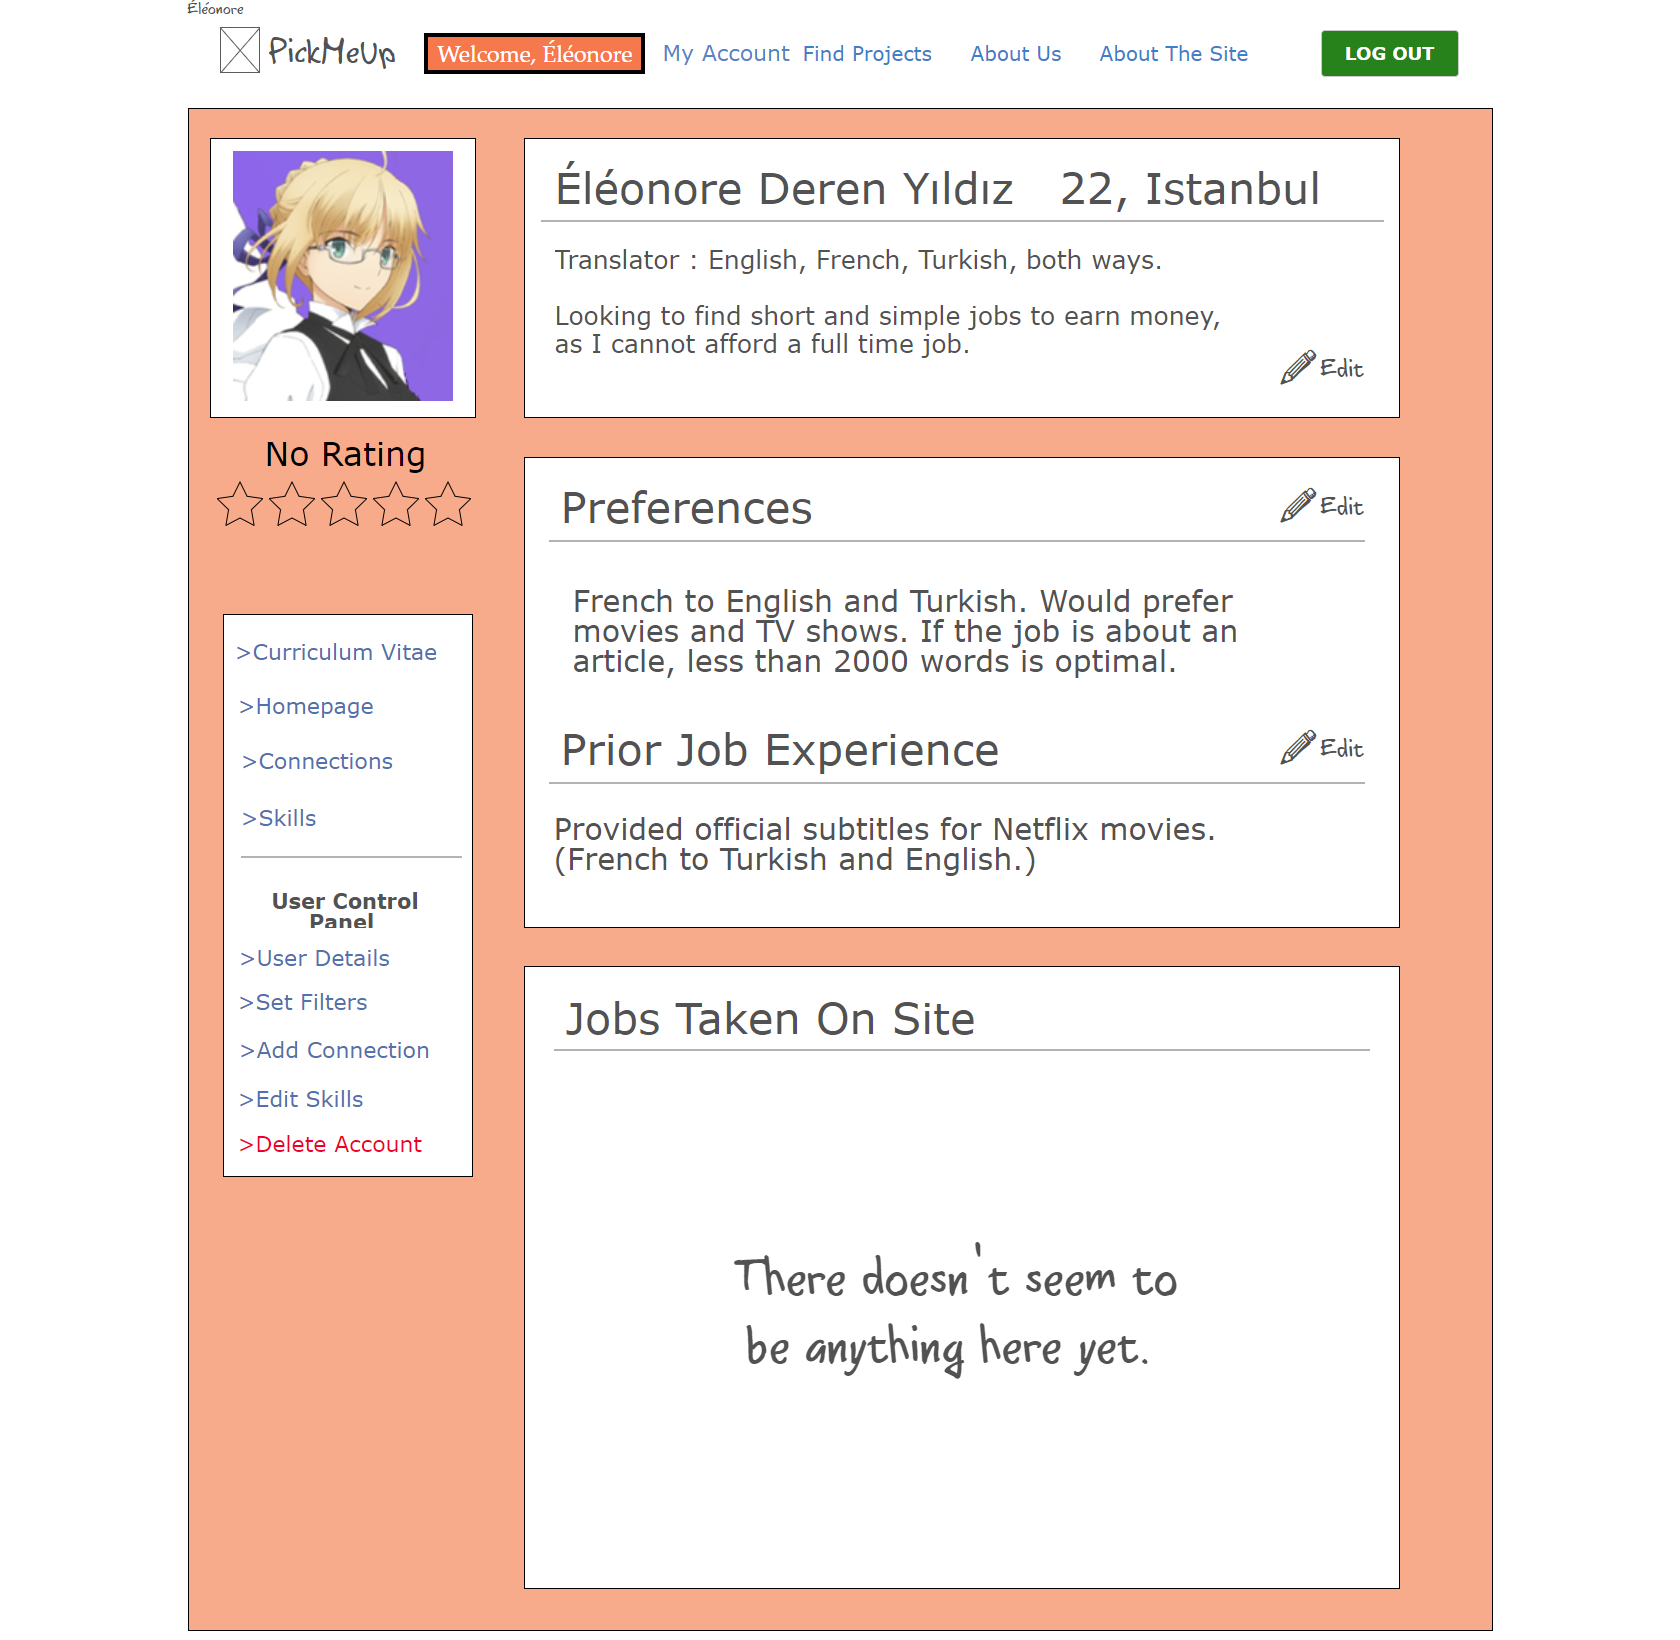 Éléonore
PickMeUp
Welcome, Éléonore
My Account
Find Projects
About Us
About The Site
LOG OUT
Éléonore Deren Yıldız 22, Istanbul
Translator : English, French, Turkish, both ways.
Looking to find short and simple jobs to earn money,
as I cannot afford a full time job.
Edit
No Rating
>Curriculum Vitae
>Homepage
>Connections
>Skills
User Control
Panel
>User Details
>Set Filters
>Add Connection
>Edit Skills
>Delete Account
Preferences
Edit
French to English and Turkish. Would prefer
movies and TV shows. If the job is about an
article, less than 2000 words is optimal.
Prior Job Experience
Edit
Provided official subtitles for Netflix movies.
(French to Turkish and English.)
Jobs Taken On Site
There doesn't seem to
be anything here yet.